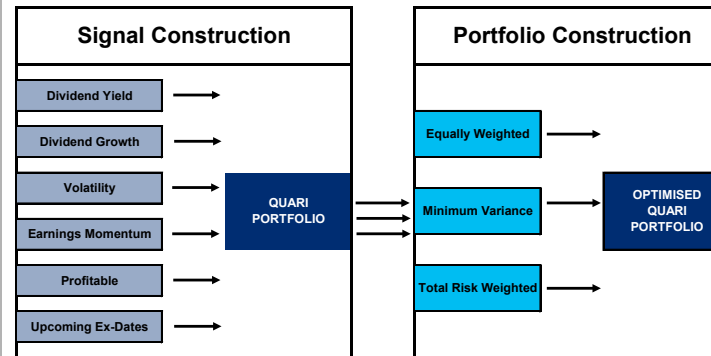 Signal Construction
Dividend Yield
Dividend Growth
Volatility
Earnings Momentum
Profitable
Upcoming Ex-Dates
QUARI
PORTFOLIO
Portfolio Construction
Equally Weighted
Minimum Variance
Total Risk Weighted
OPTIMISED
QUARI
PORTFOLIO